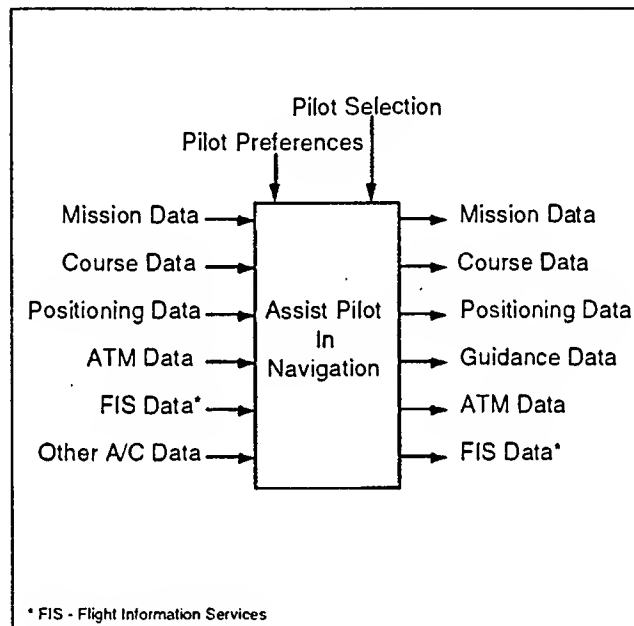 Pilot Selection
Pilot Preferences
Mission Data
Course Data
Positioning Data
ATM Data
FIS Data*
Other A/C Data
Assist Pilot
In
Navigation
Mission Data
Course Data
Positioning Data
Guidance Data
ATM Data
FIS Data*
* FIS - Flight Information Services